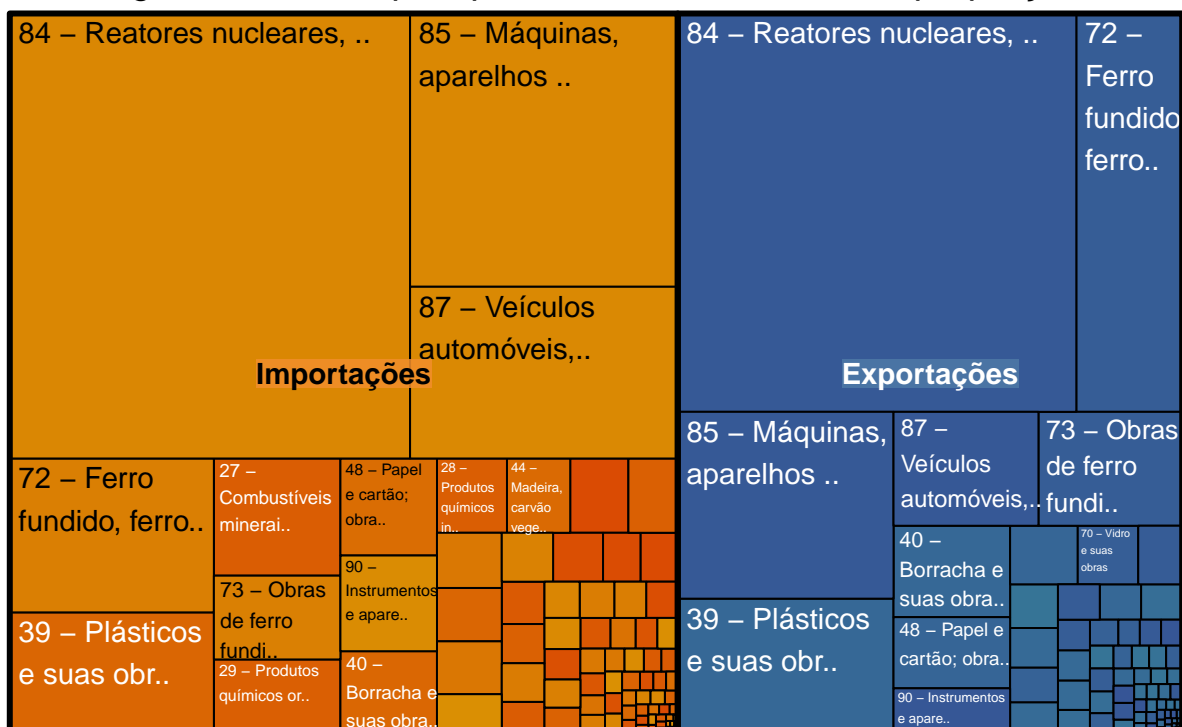 84 – Reatores nucleares, ..
85 – Máquinas,
aparelhos ..
87 – Veículos
automóveis,..
Importações
72 – Ferro
fundido, ferro..
39 – Plásticos
e suas obr..
27 –
Combustíveis
minerai..
73 – Obras
de ferro
fundi..
29 – Produtos
químicos or..
48 – Papel
e cartão;
obra..
90 –
Instrumentos
e apare..
40 –
Borracha e
suas obra..
28 –
Produtos
químicos
in..
44 –
Madeira,
carvão
vege..
84 – Reatores nucleares, ..
72 –
Ferro
fundido,
ferro..
Exportações
85 – Máquinas,
aparelhos ..
87 –
Veículos
automóveis,..
73 – Obras
de ferro
fundi..
39 – Plásticos
e suas obr..
40 –
Borracha e
suas obra..
48 – Papel e
cartão; obra..
90 – Instrumentos
e apare..
70 – Vidro
e suas
obras